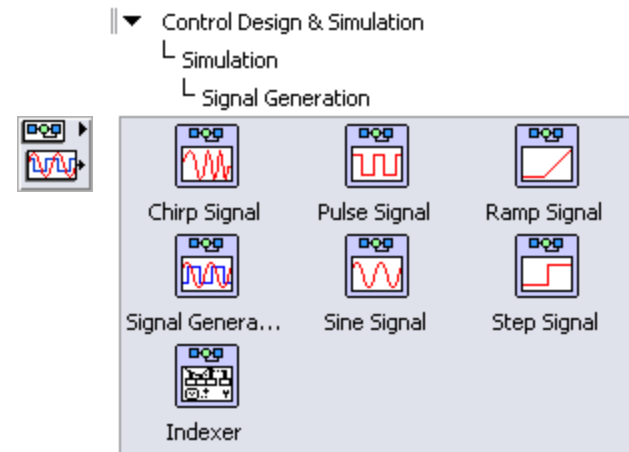 Control Design & Simulation
Simulation
Signal Generation
Chirp Signal Pulse Signal Ramp Signal
Signal Genera... Sine Signal Step Signal
Indexer